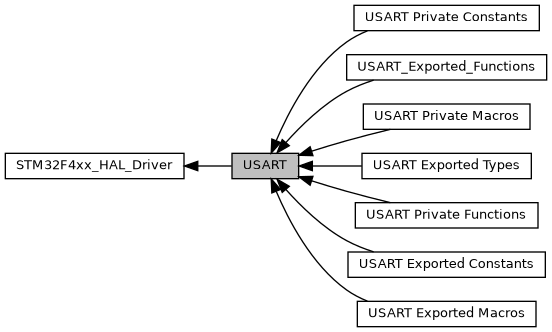 USART Private Constants
USART_Exported_Functions
USART Private Macros
STM32F4xx_HAL_Driver
USART
USART Exported Types
USART Private Functions
USART Exported Constants
USART Exported Macros